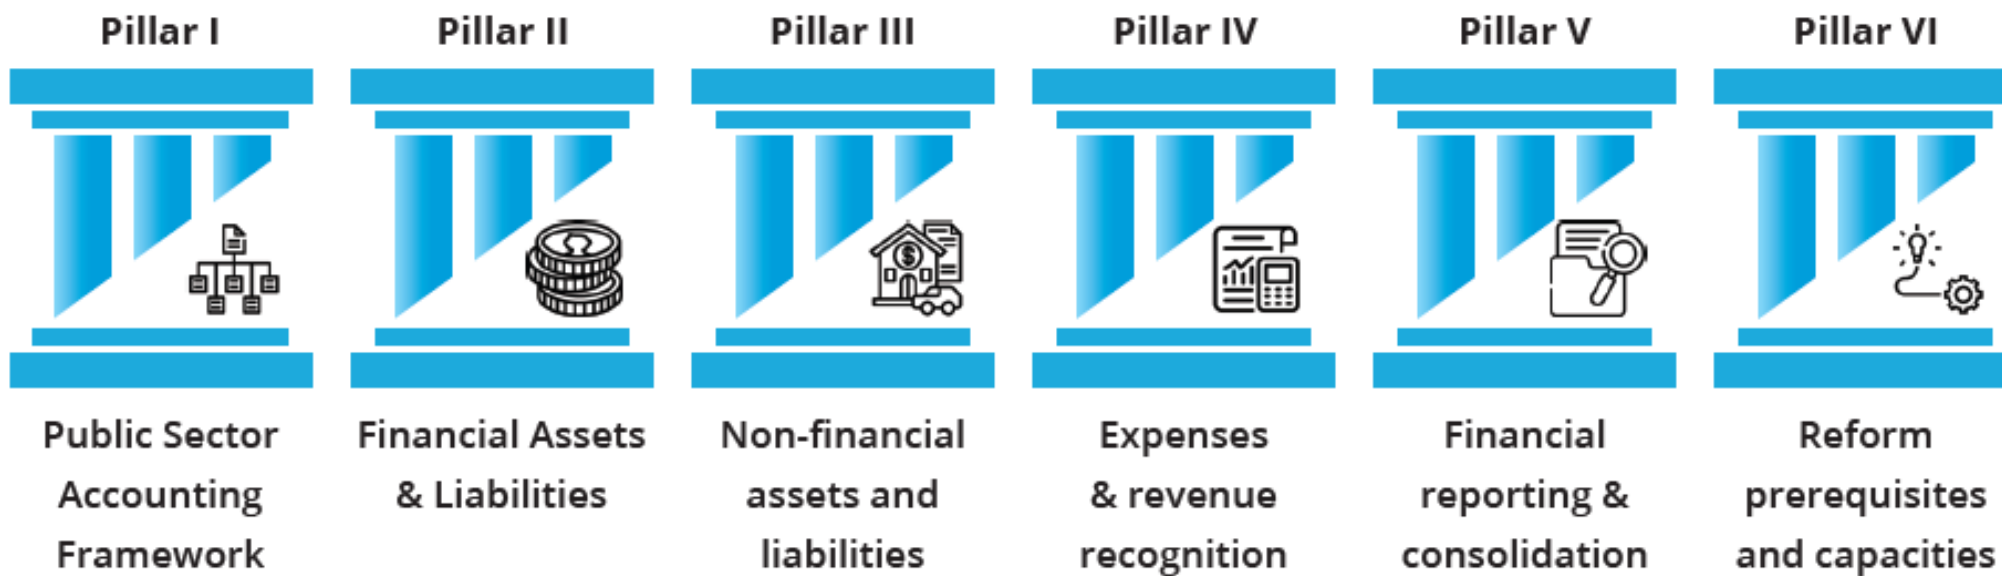 Pillar I
Pillar II
Pillar III
Pillar IV
Pillar V
Pillar VI
$
Public Sector
Accounting
Framework
Financial Assets
& Liabilities
Non-financial
assets and
liabilities
Expenses
& revenue
recognition
Financial
reporting &
consolidation
Reform
prerequisites
and capacities